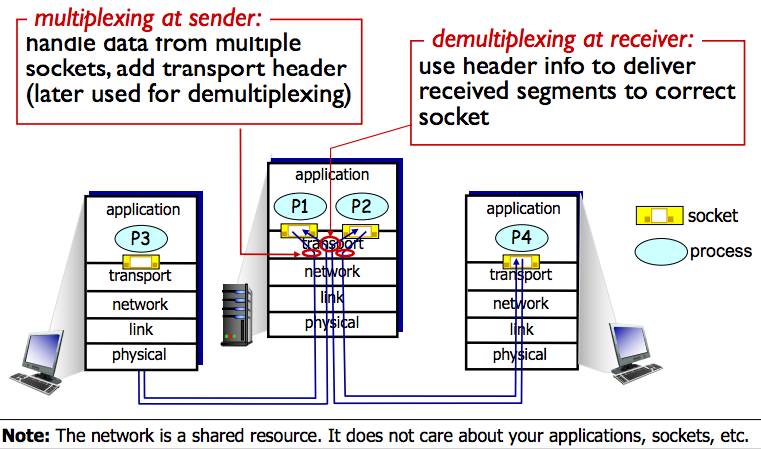 multiplexing at sender:
handle data from multiple
sockets, add transport header
(later used for demultiplexing)
demultiplexing at receiver:
use header info to deliver
received segments to correct
socket
application
P3
transport
network
link
physical
application
P1
P2
transport
network
link
physical
application
P4
transport
network
link
physical
socket
process
Note: The network is a shared resource. It does not care about your applications, sockets, etc.